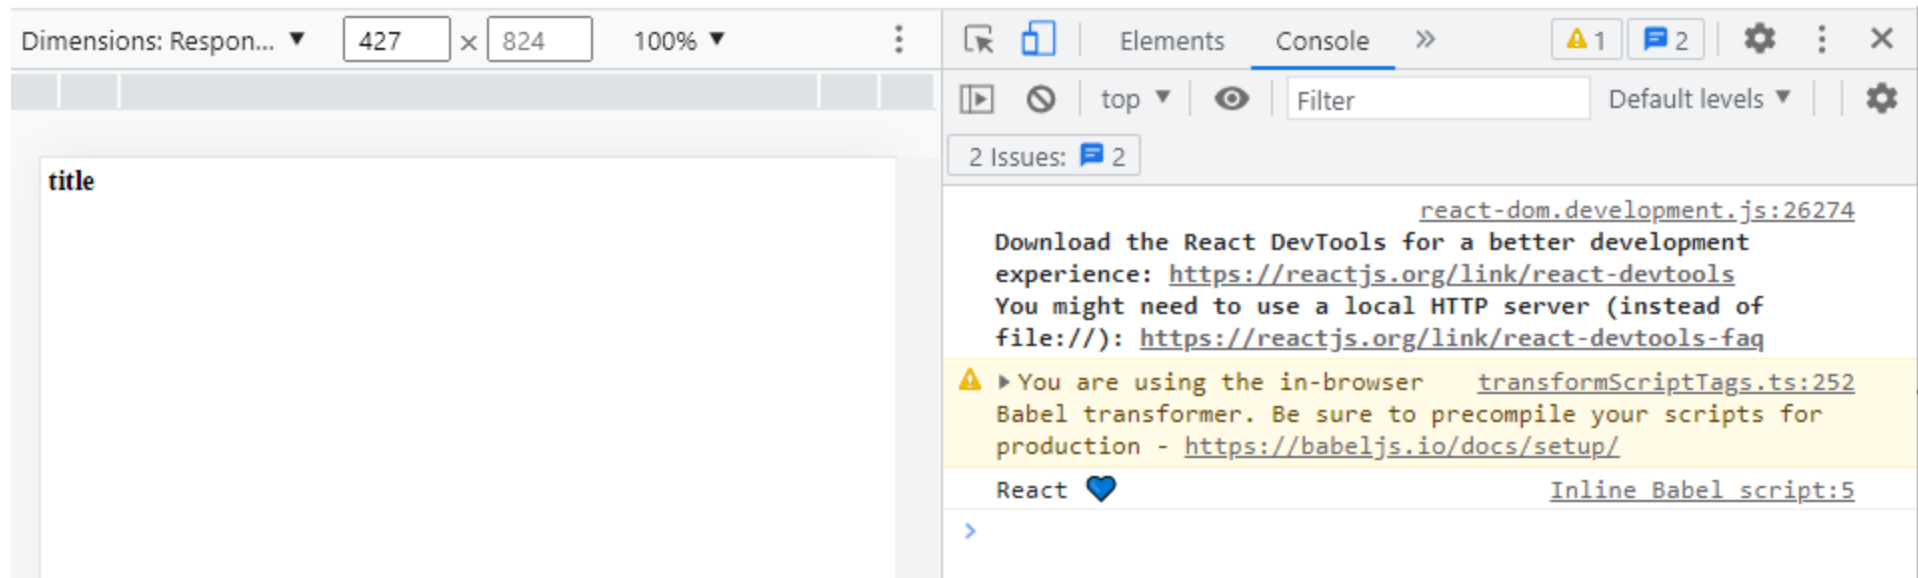 Dimensions: Respon... ▼ 427 × 824 100% ▼
Elements Console » 1 2
top ▼ Filter Default levels ▼
2 Issues: 2
title
react-dom.development.js:26274
Download the React DevTools for a better development
experience: https://reactjs.org/link/react-devtools
You might need to use a local HTTP server (instead of
file://): https://reactjs.org/link/react-devtools-faq
You are using the in-browser transformScriptTags.ts:252
Babel transformer. Be sure to precompile your scripts for
production - https://babeljs.io/docs/setup/
React 💙 Inline Babel script:5
>